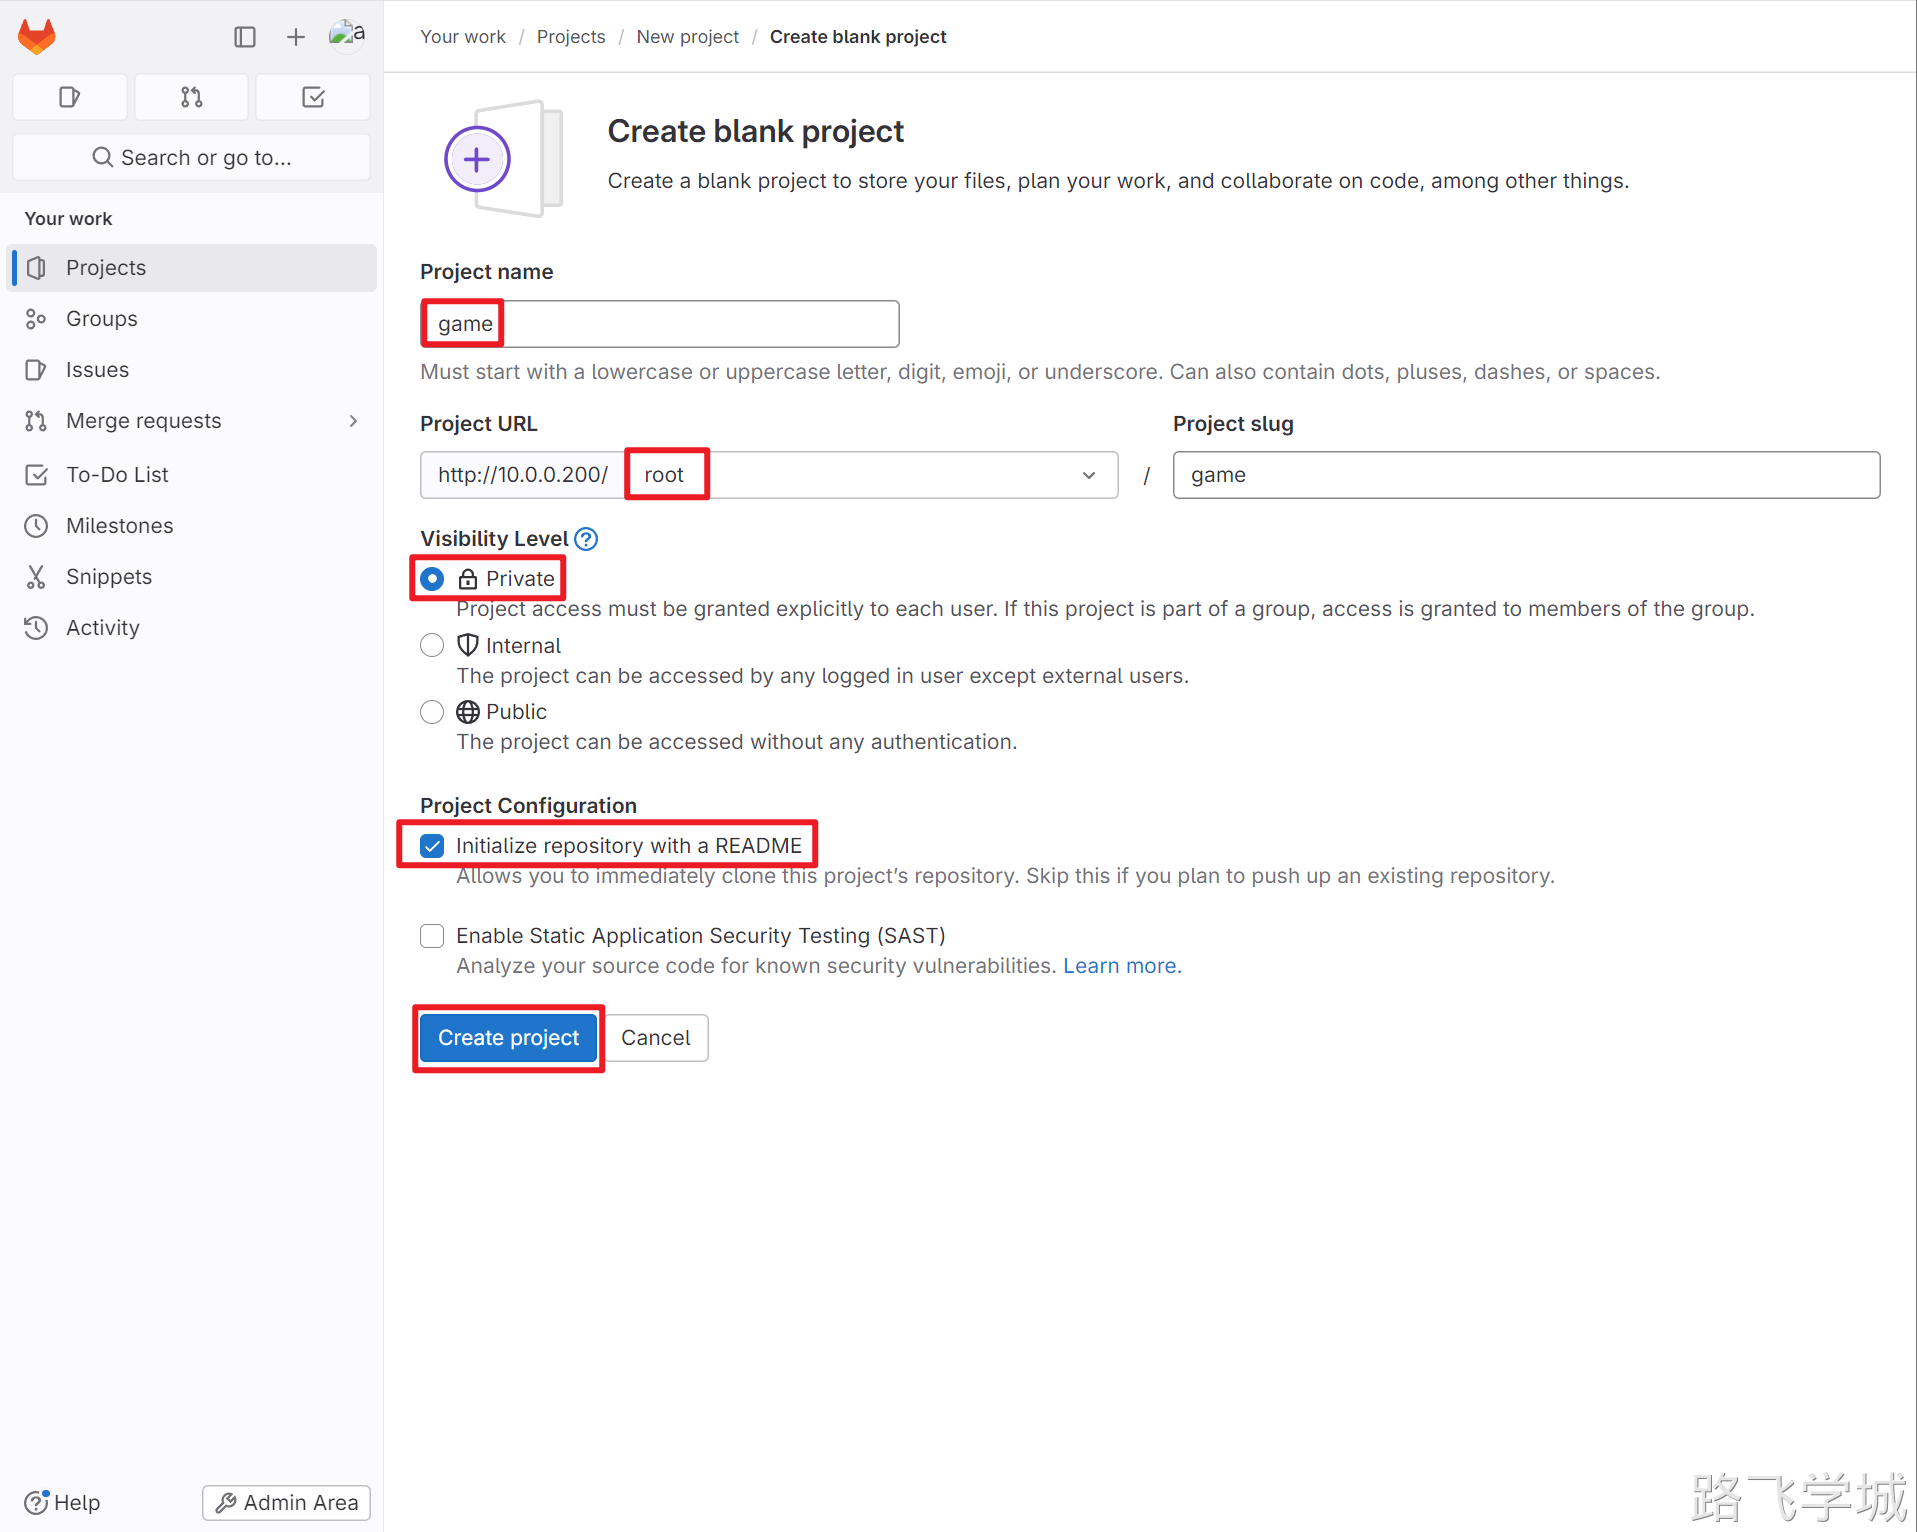 a
Search or go to...
Your work
Projects
Groups
Issues
Merge requests
To-Do List
Milestones
Snippets
Activity
Help
Admin Area
Your work / Projects / New project / Create blank project
Create blank project
Create a blank project to store your files, plan your work, and collaborate on code, among other things.
Project name
game
Must start with a lowercase or uppercase letter, digit, emoji, or underscore. Can also contain dots, pluses, dashes, or spaces.
Project URL
http://10.0.0.200/ root
/
Project slug
game
Visibility Level
Private
Project access must be granted explicitly to each user. If this project is part of a group, access is granted to members of the group.
Internal
The project can be accessed by any logged in user except external users.
Public
The project can be accessed without any authentication.
Project Configuration
Initialize repository with a README
Allows you to immediately clone this project’s repository. Skip this if you plan to push up an existing repository.
Enable Static Application Security Testing (SAST)
Analyze your source code for known security vulnerabilities. Learn more.
Create project
Cancel
路飞学城